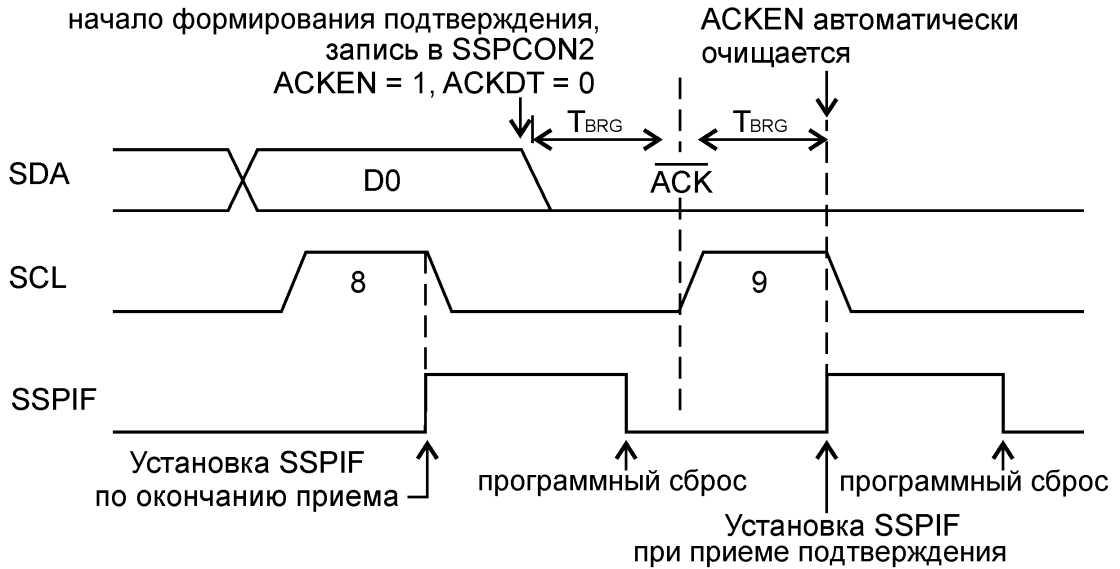 начало формирования подтверждения,
запись в SSPCON2
ACKEN = 1, ACKDT = 0
ACKEN автоматически
очищается
TBRG
TBRG
SDA
D0
ACK
SCL
8
9
SSPIF
Установка SSPIF
по окончанию приема
программный сброс
программный сброс
Установка SSPIF
при приеме подтверждения